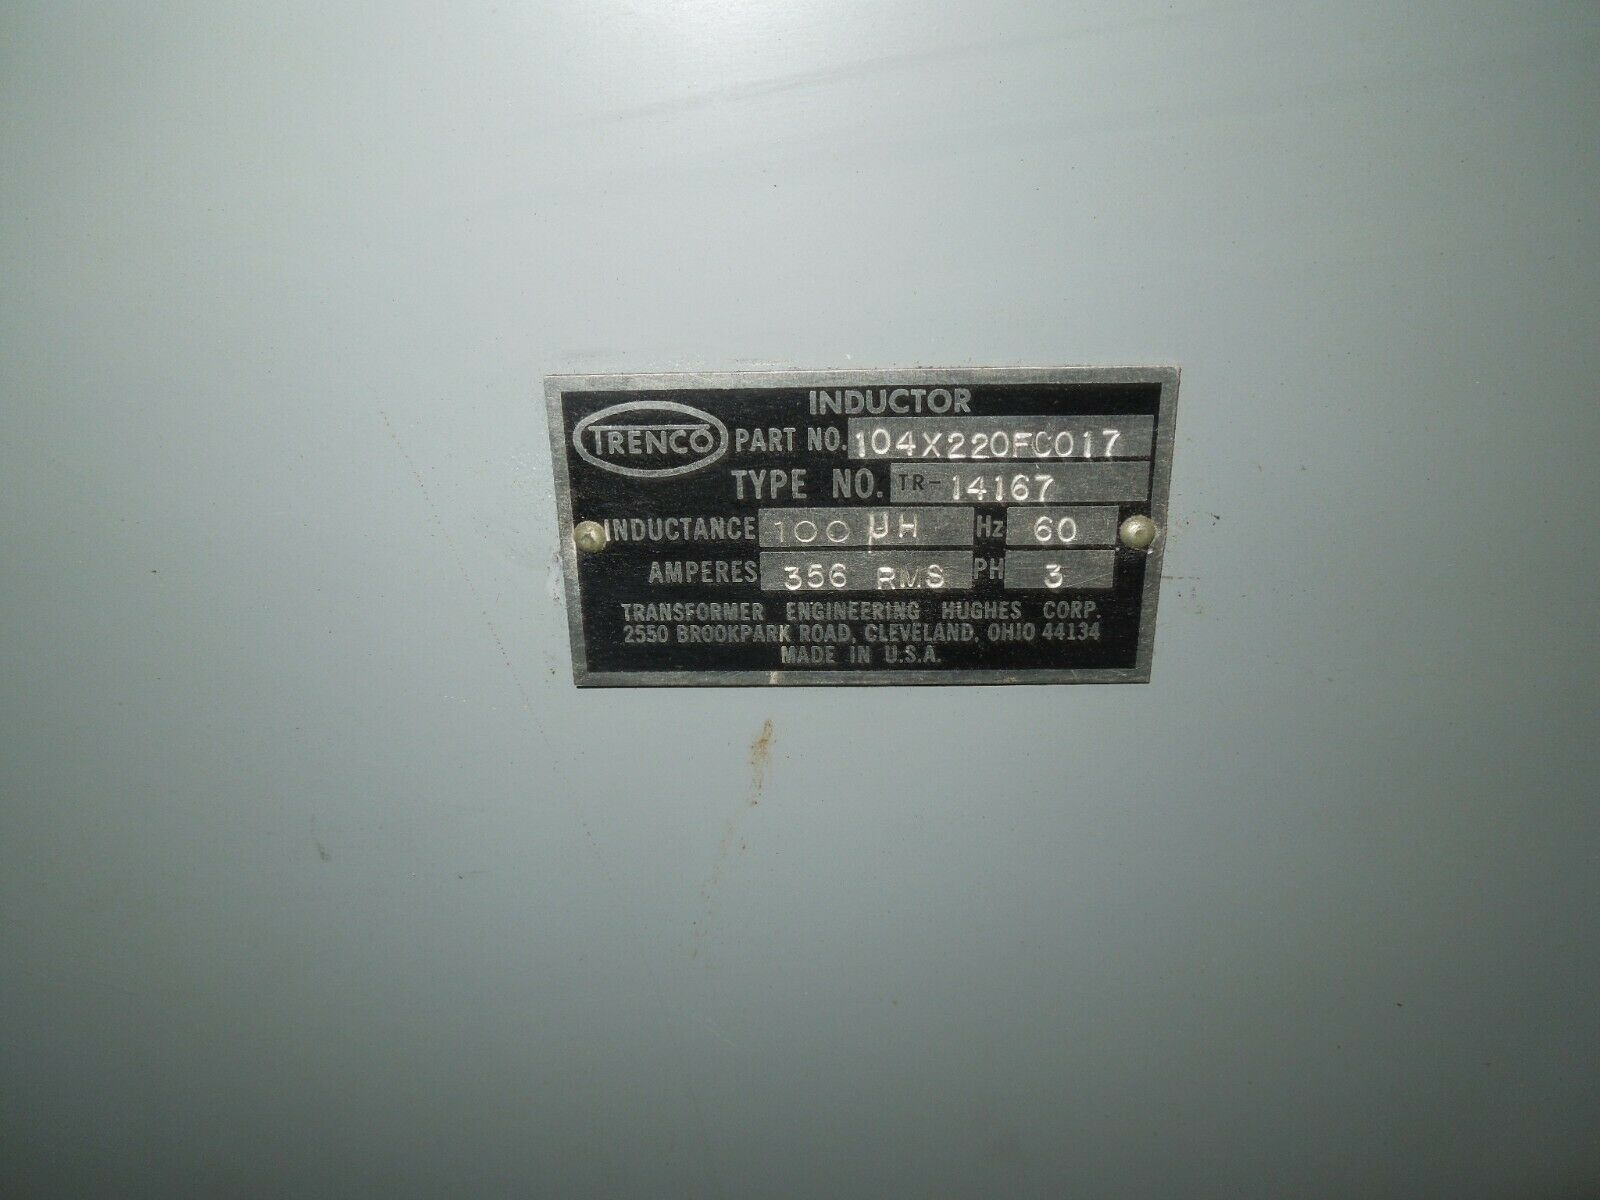 INDUCTOR
TRENCO PART NO. 104X220FC017
TYPE NO. TR-14167
INDUCTANCE 100 µH Hz 60
AMPERES 356 RMS PH 3
TRANSFORMER ENGINEERING HUGHES CORP.
2550 BROOKPARK ROAD, CLEVELAND, OHIO 44134
MADE IN U.S.A.